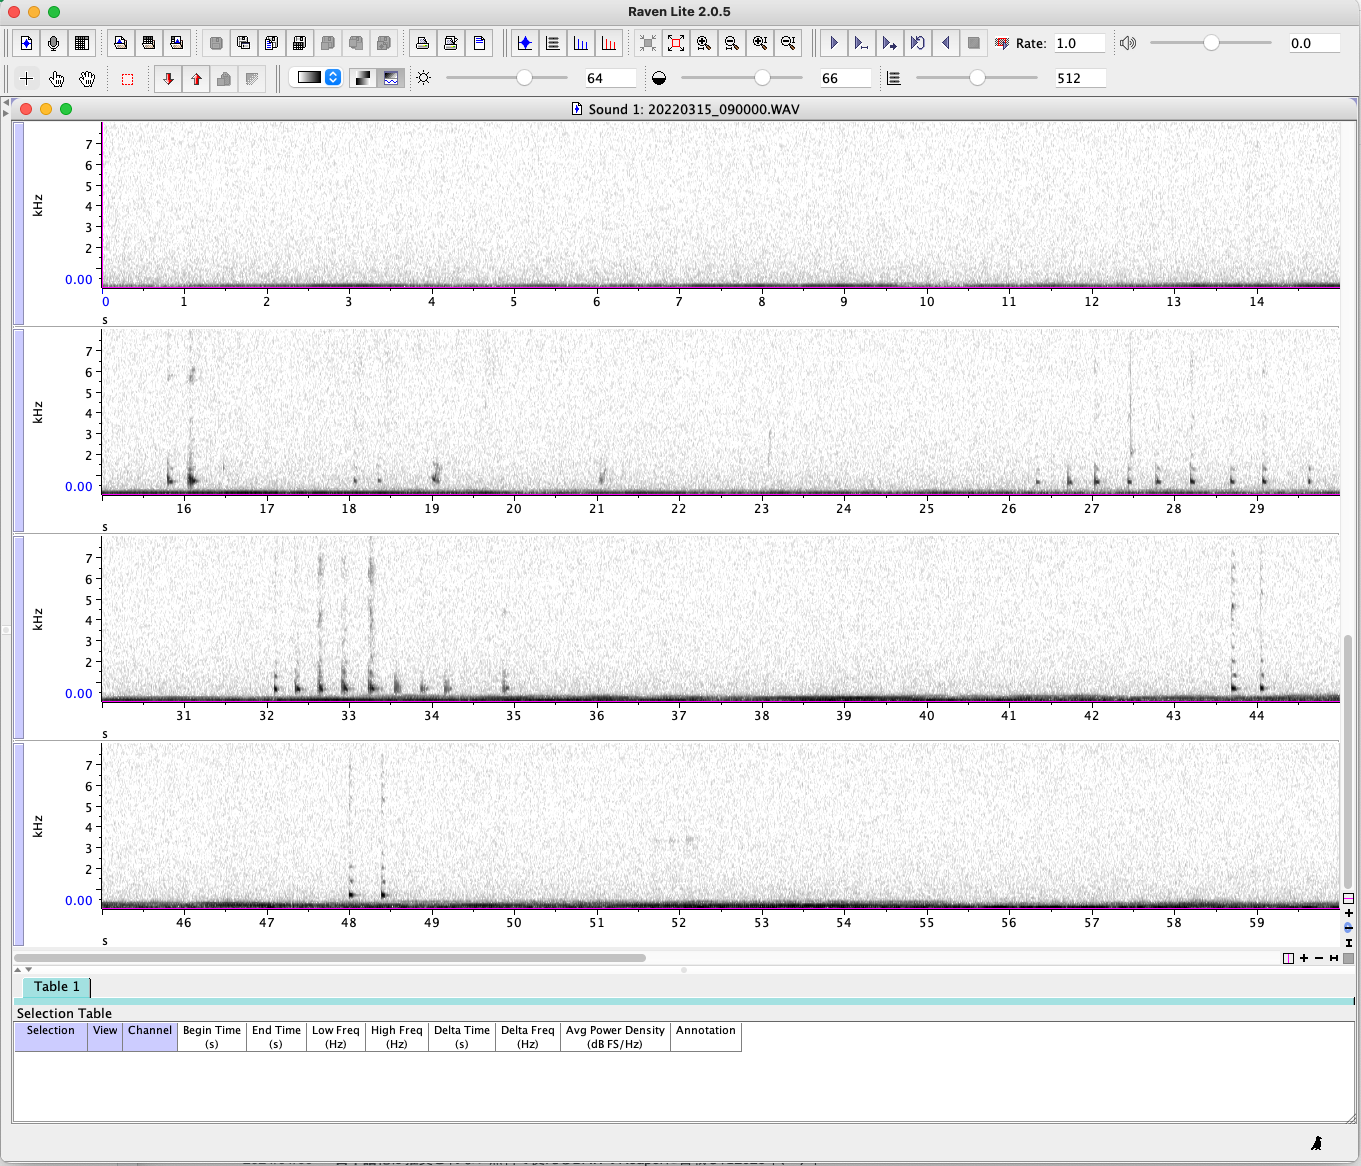 Raven Lite 2.0.5
Rate: 1.0 0.0
64 66 512
Sound 1: 20220315_090000.WAV
kHz
7
6
5
4
3
2
0.00
0 1 2 3 4 5 6 7 8 9 10 11 12 13 14
s
kHz
7
6
5
4
3
2
0.00
16 17 18 19 20 21 22 23 24 25 26 27 28 29
s
kHz
7
6
5
4
3
2
0.00
31 32 33 34 35 36 37 38 39 40 41 42 43 44
s
kHz
7
6
5
4
3
2
0.00
46 47 48 49 50 51 52 53 54 55 56 57 58 59
s
Table 1
Selection Table
Selection View Channel Begin Time (s) End Time (s) Low Freq (Hz) High Freq (Hz) Delta Time (s) Delta Freq (Hz) Avg Power Density (dB FS/Hz) Annotation